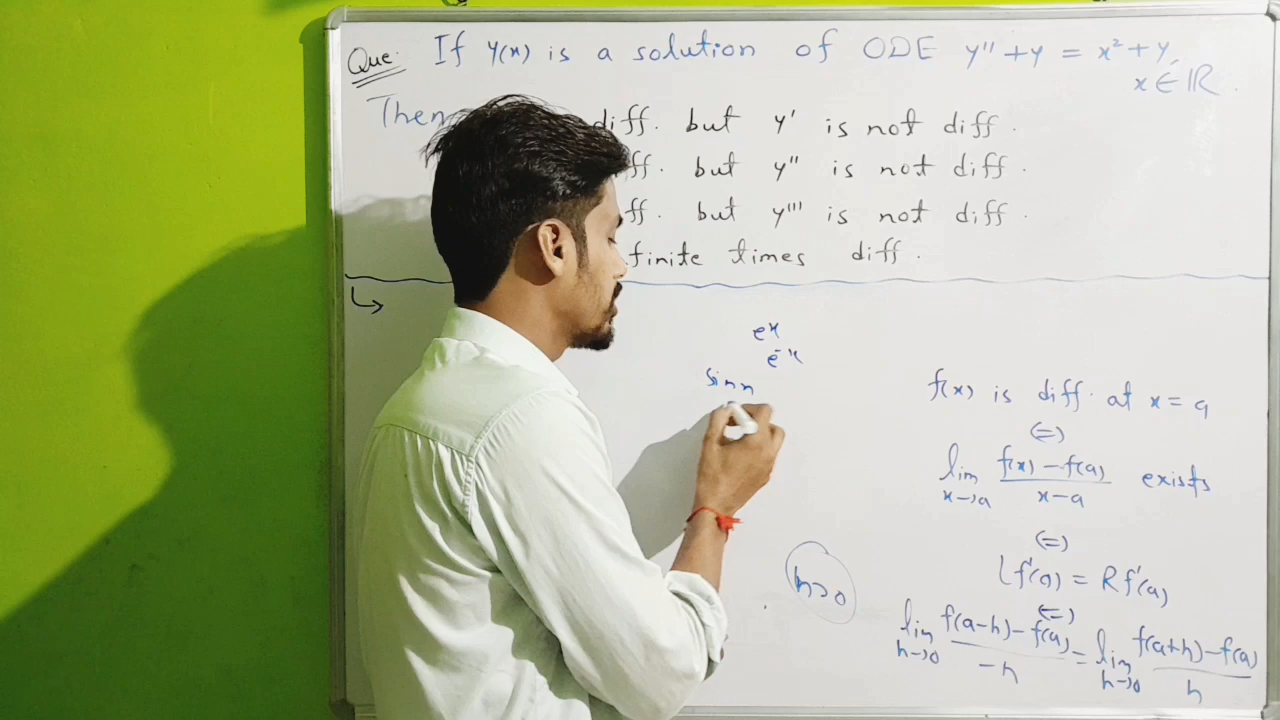 Que: If y(x) is a solution of ODE y'' + y = x² + y,
x ∈ ℝ.
Then diff. but y' is not diff.
ff. but y'' is not diff.
ff. but y''' is not diff.
finite times diff.
↳
eˣ
e⁻ˣ
sin x
f(x) is diff. at x = a
⇔
lim x→a (f(x) - f(a))/(x - a) exists
⇔
Lf'(a) = Rf'(a)
h>0
⇔
lim h→0 (f(a-h) - f(a))/(-h) = lim h→0 (f(a+h) - f(a))/h